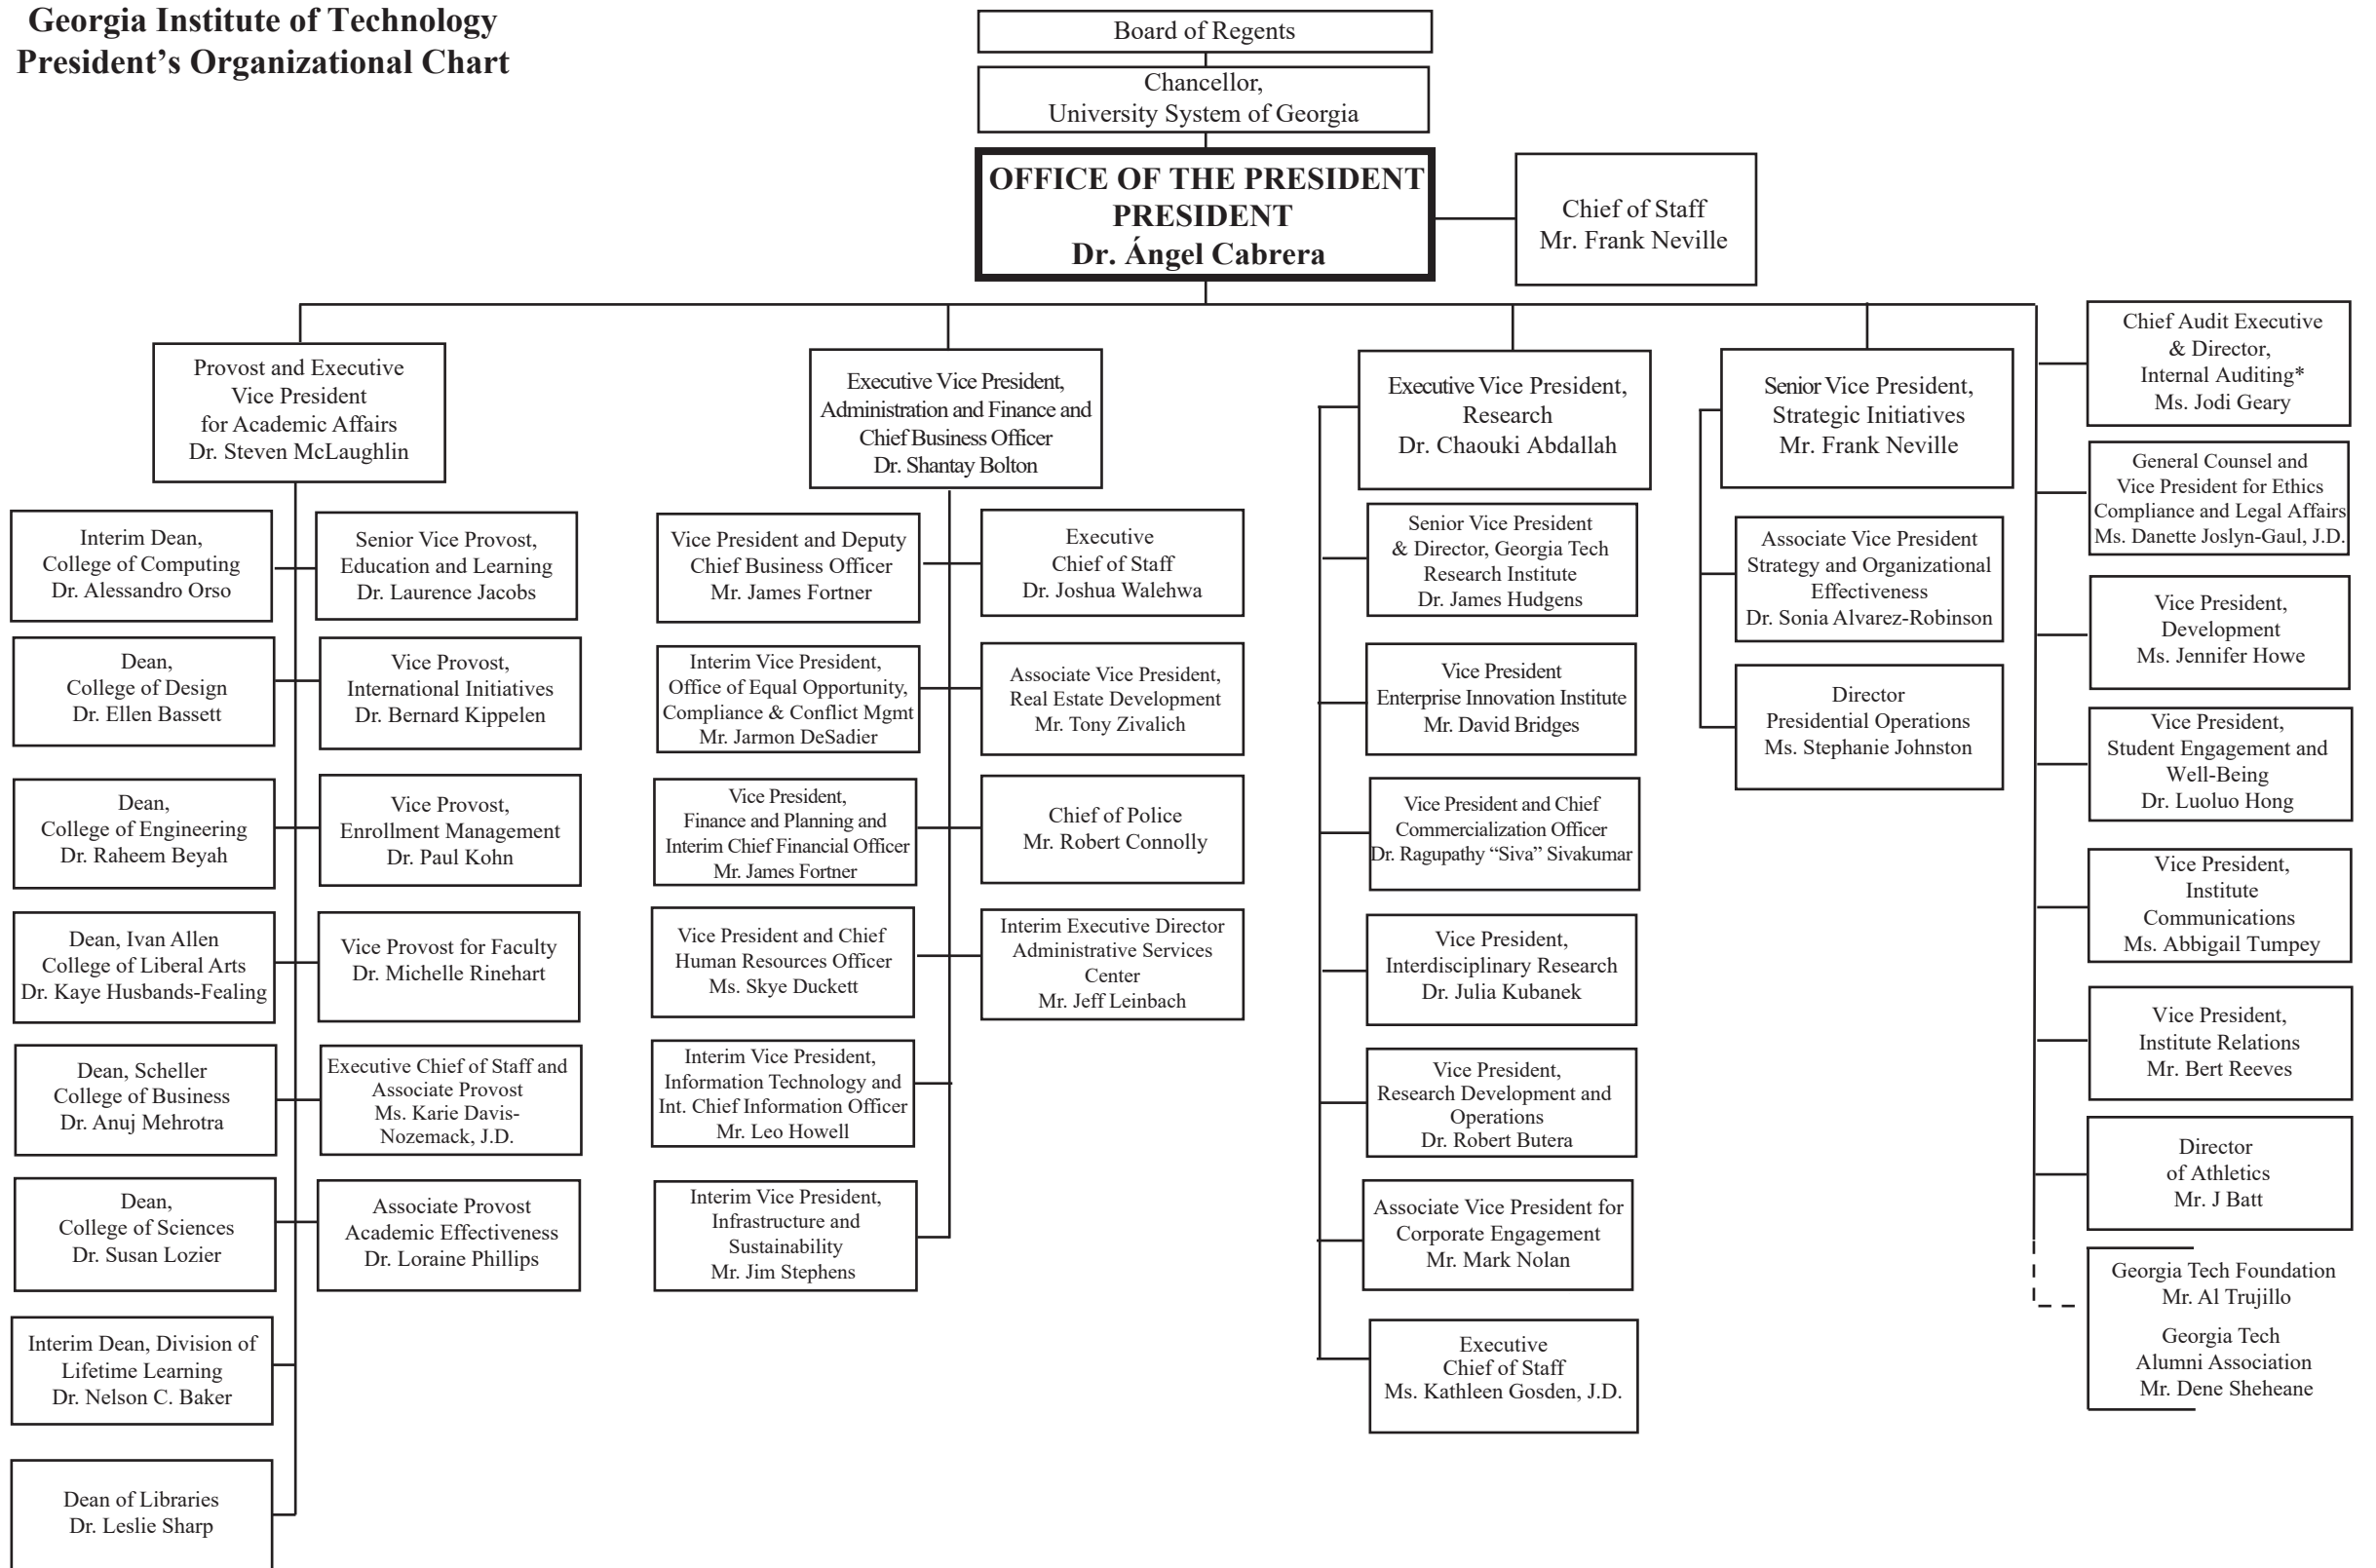 Georgia Institute of Technology
President’s Organizational Chart
Board of Regents
Chancellor,
University System of Georgia
OFFICE OF THE PRESIDENT
PRESIDENT
Dr. Ángel Cabrera
Chief of Staff
Mr. Frank Neville
Provost and Executive
Vice President
for Academic Affairs
Dr. Steven McLaughlin
Interim Dean,
College of Computing
Dr. Alessandro Orso
Senior Vice Provost,
Education and Learning
Dr. Laurence Jacobs
Dean,
College of Design
Dr. Ellen Bassett
Vice Provost,
International Initiatives
Dr. Bernard Kippelen
Dean,
College of Engineering
Dr. Raheem Beyah
Vice Provost,
Enrollment Management
Dr. Paul Kohn
Dean, Ivan Allen
College of Liberal Arts
Dr. Kaye Husbands-Fealing
Vice Provost for Faculty
Dr. Michelle Rinehart
Dean, Scheller
College of Business
Dr. Anuj Mehrotra
Executive Chief of Staff and
Associate Provost
Ms. Karie Davis-
Nozemack, J.D.
Dean,
College of Sciences
Dr. Susan Lozier
Associate Provost
Academic Effectiveness
Dr. Loraine Phillips
Interim Dean, Division of
Lifetime Learning
Dr. Nelson C. Baker
Dean of Libraries
Dr. Leslie Sharp
Executive Vice President,
Administration and Finance and
Chief Business Officer
Dr. Shantay Bolton
Vice President and Deputy
Chief Business Officer
Mr. James Fortner
Executive
Chief of Staff
Dr. Joshua Walehwa
Interim Vice President,
Office of Equal Opportunity,
Compliance & Conflict Mgmt
Mr. Jarmon DeSadier
Associate Vice President,
Real Estate Development
Mr. Tony Zivalich
Vice President,
Finance and Planning and
Interim Chief Financial Officer
Mr. James Fortner
Chief of Police
Mr. Robert Connolly
Vice President and Chief
Human Resources Officer
Ms. Skye Duckett
Interim Executive Director
Administrative Services
Center
Mr. Jeff Leinbach
Interim Vice President,
Information Technology and
Int. Chief Information Officer
Mr. Leo Howell
Interim Vice President,
Infrastructure and
Sustainability
Mr. Jim Stephens
Executive Vice President,
Research
Dr. Chaouki Abdallah
Senior Vice President
& Director, Georgia Tech
Research Institute
Dr. James Hudgens
Vice President
Enterprise Innovation Institute
Mr. David Bridges
Vice President and Chief
Commercialization Officer
Dr. Ragupathy “Siva” Sivakumar
Vice President,
Interdisciplinary Research
Dr. Julia Kubanek
Vice President,
Research Development and
Operations
Dr. Robert Butera
Associate Vice President for
Corporate Engagement
Mr. Mark Nolan
Executive
Chief of Staff
Ms. Kathleen Gosden, J.D.
Senior Vice President,
Strategic Initiatives
Mr. Frank Neville
Associate Vice President
Strategy and Organizational
Effectiveness
Dr. Sonia Alvarez-Robinson
Director
Presidential Operations
Ms. Stephanie Johnston
Chief Audit Executive
& Director,
Internal Auditing*
Ms. Jodi Geary
General Counsel and
Vice President for Ethics
Compliance and Legal Affairs
Ms. Danette Joslyn-Gaul, J.D.
Vice President,
Development
Ms. Jennifer Howe
Vice President,
Student Engagement and
Well-Being
Dr. Luoluo Hong
Vice President,
Institute
Communications
Ms. Abbigail Tumpey
Vice President,
Institute Relations
Mr. Bert Reeves
Director
of Athletics
Mr. J Batt
Georgia Tech Foundation
Mr. Al Trujillo
Georgia Tech
Alumni Association
Mr. Dene Sheheane